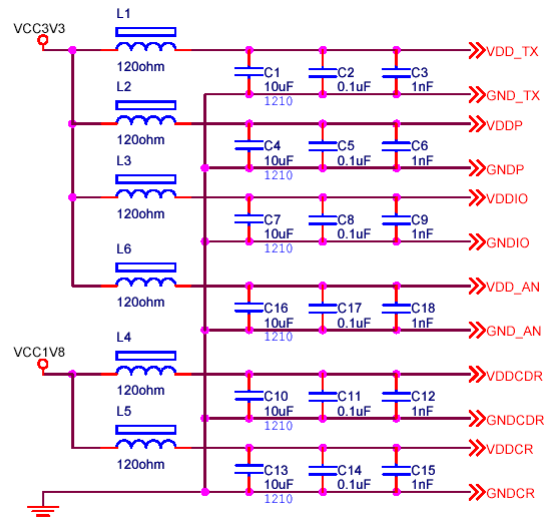 L1
VCC3V3
VDD_TX
120ohm
C1 C2 C3
10uF 0.1uF 1nF
1210
GND_TX
L2
VDDP
120ohm
C4 C5 C6
10uF 0.1uF 1nF
1210
GNDP
L3
VDDIO
120ohm
C7 C8 C9
10uF 0.1uF 1nF
1210
GNDIO
L6
VDD_AN
120ohm
C16 C17 C18
10uF 0.1uF 1nF
1210
GND_AN
L4
VCC1V8
VDDCDR
120ohm
C10 C11 C12
10uF 0.1uF 1nF
1210
GNDCDR
L5
VDDCR
120ohm
C13 C14 C15
10uF 0.1uF 1nF
1210
GNDCR